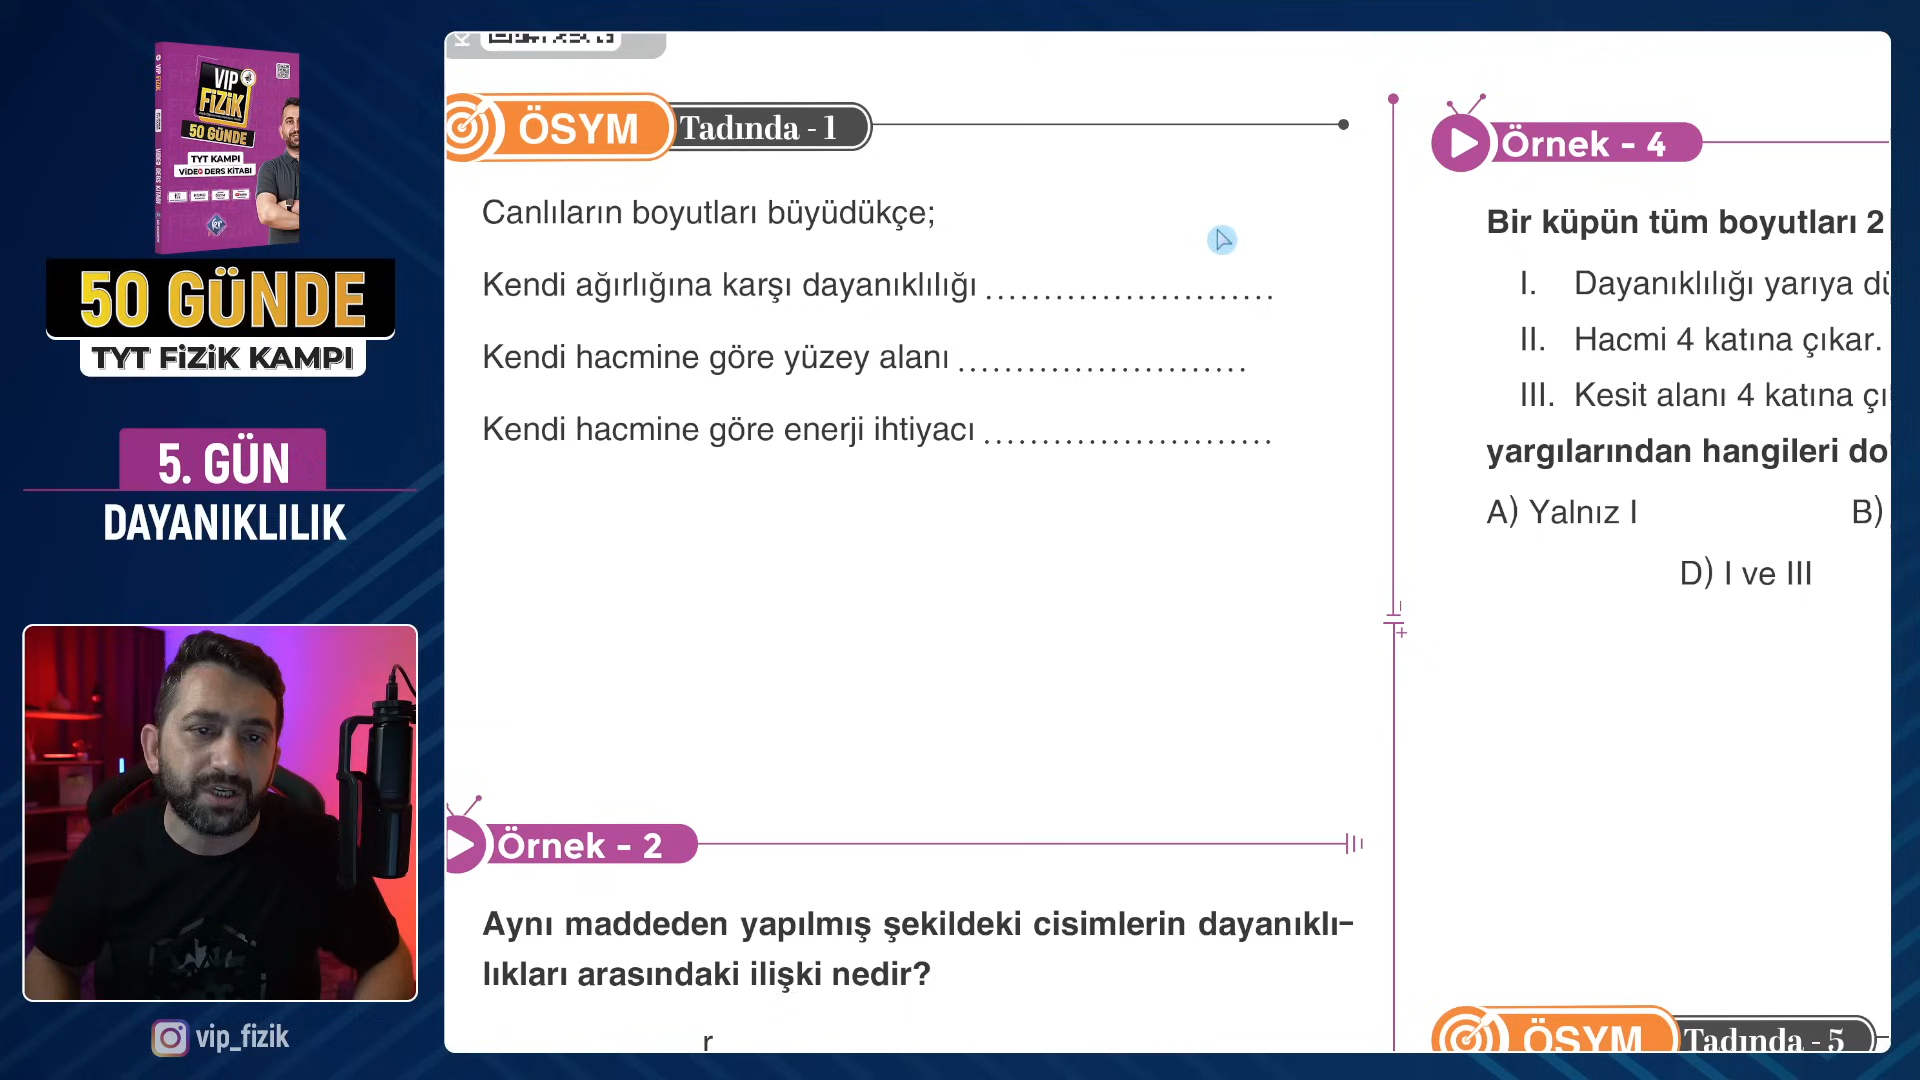 VIP
FİZİK
50 GÜNDE
TYT KAMPI
VİDEO DERS KİTABI
50 GÜNDE
TYT FİZİK KAMPI
5. GÜN
DAYANIKLILIK
vip_fizik
ÖSYM Tadında - 1
Canlıların boyutları büyüdükçe;
Kendi ağırlığına karşı dayanıklılığı .........................
Kendi hacmine göre yüzey alanı .........................
Kendi hacmine göre enerji ihtiyacı .........................
Örnek - 2
Aynı maddeden yapılmış şekildeki cisimlerin dayanıklı-
lıkları arasındaki ilişki nedir?
r
Örnek - 4
Bir küpün tüm boyutları 2
I. Dayanıklılığı yarıya dü
II. Hacmi 4 katına çıkar.
III. Kesit alanı 4 katına çı
yargılarından hangileri do
A) Yalnız I B)
D) I ve III
ÖSYM Tadında - 5